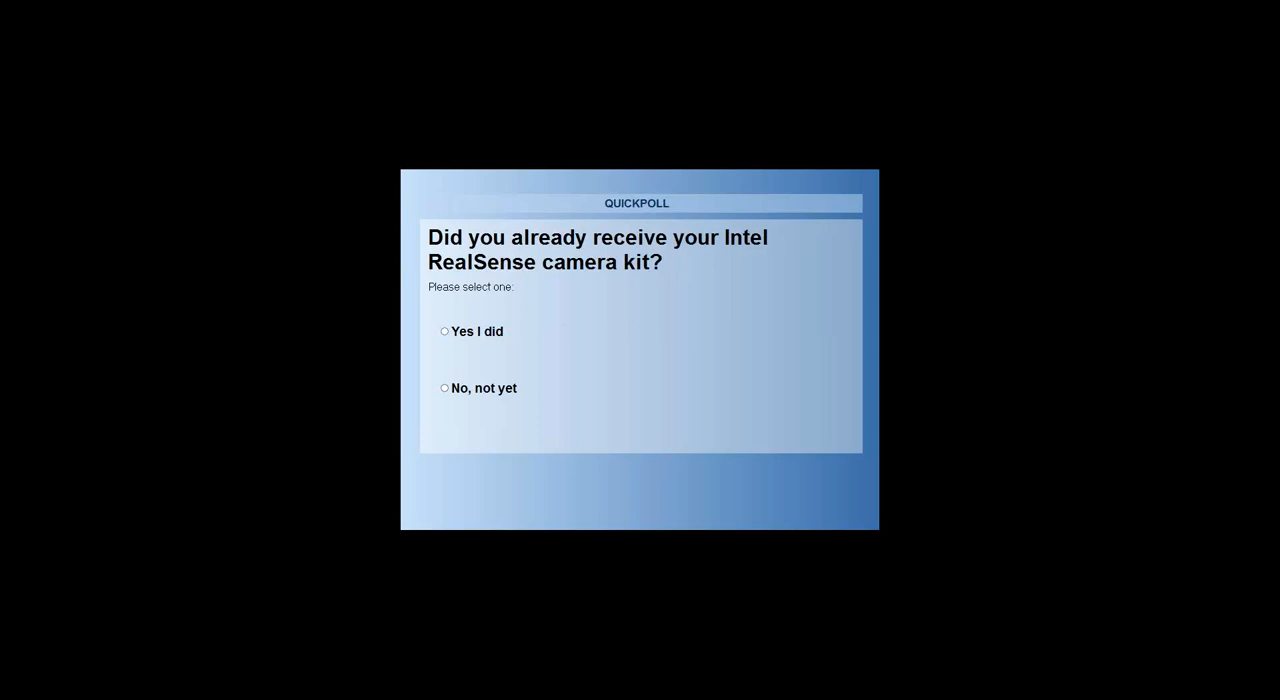 QUICKPOLL
Did you already receive your Intel
RealSense camera kit?
Please select one:
Yes I did
No, not yet